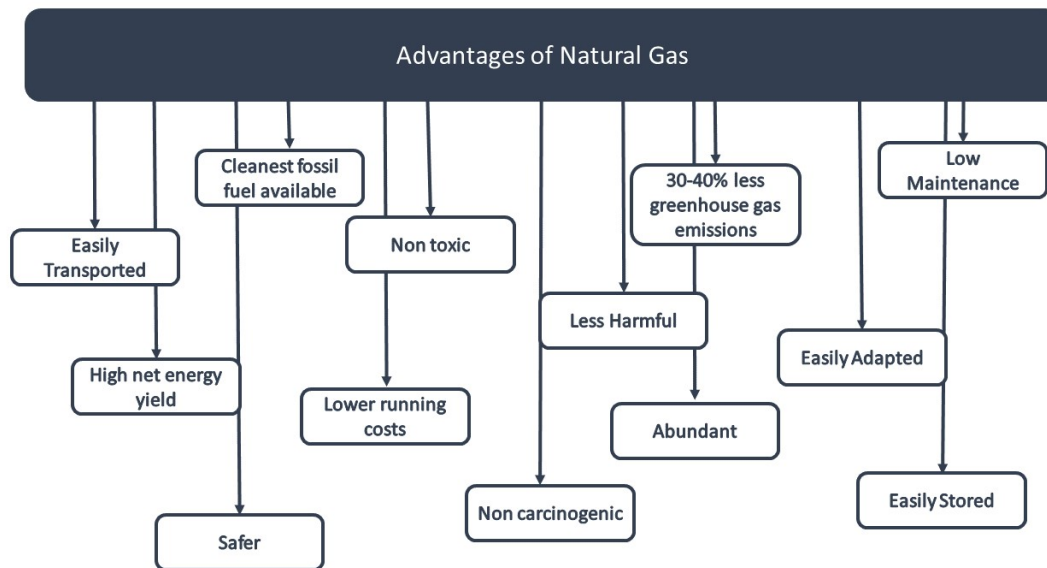 Advantages of Natural Gas
Cleanest fossil
fuel available
Low
Maintenance
30-40% less
greenhouse gas
emissions
Easily
Transported
Non toxic
Less Harmful
Easily Adapted
High net energy
yield
Lower running
costs
Abundant
Easily Stored
Non carcinogenic
Safer